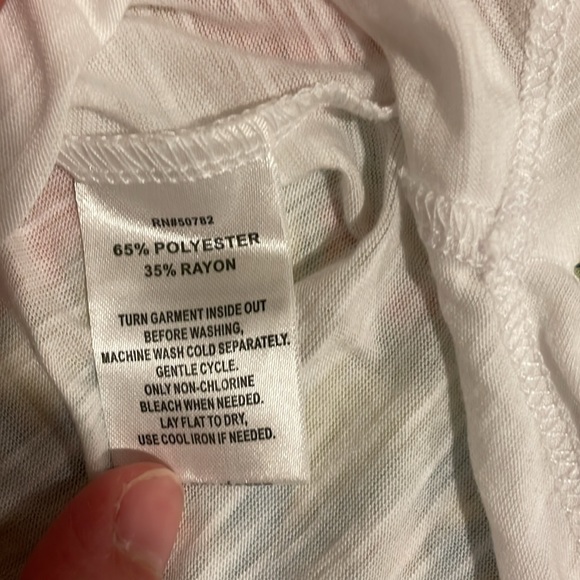 RN#50782
65% POLYESTER
35% RAYON
TURN GARMENT INSIDE OUT
BEFORE WASHING,
MACHINE WASH COLD SEPARATELY.
GENTLE CYCLE.
ONLY NON-CHLORINE
BLEACH WHEN NEEDED.
LAY FLAT TO DRY,
USE COOL IRON IF NEEDED.